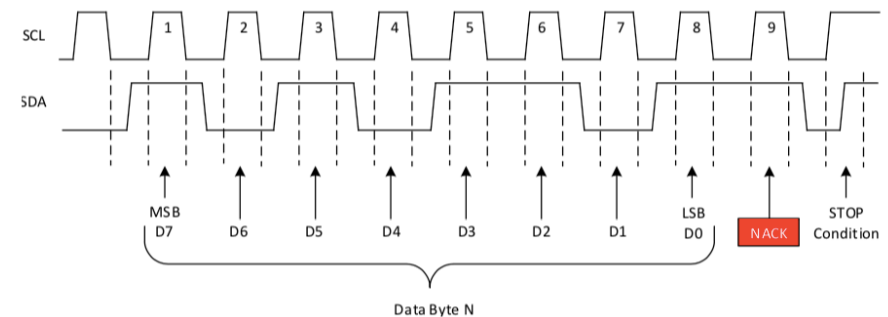 SCL 1 2 3 4 5 6 7 8 9
SDA
MSB LSB STOP
D7 D6 D5 D4 D3 D2 D1 D0 NACK Condition
Data Byte N